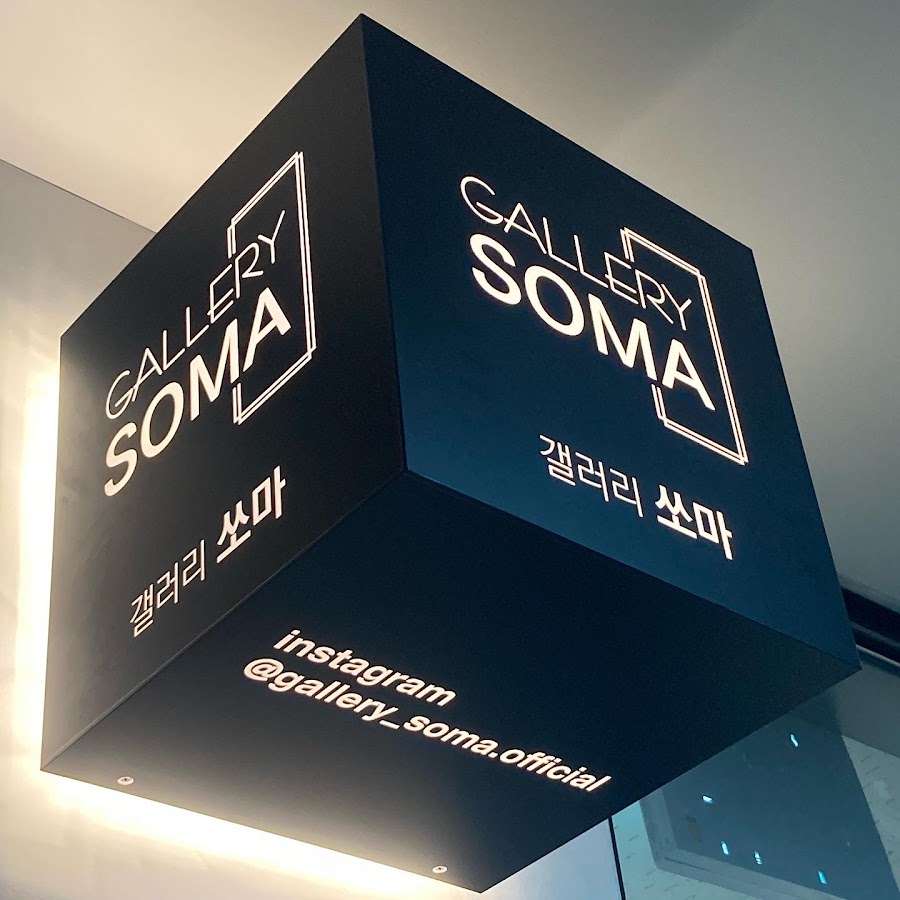 GALLERY
SOMA
갤러리 쏘마
GALLERY
SOMA
갤러리 쏘마
instagram
@gallery_soma.official